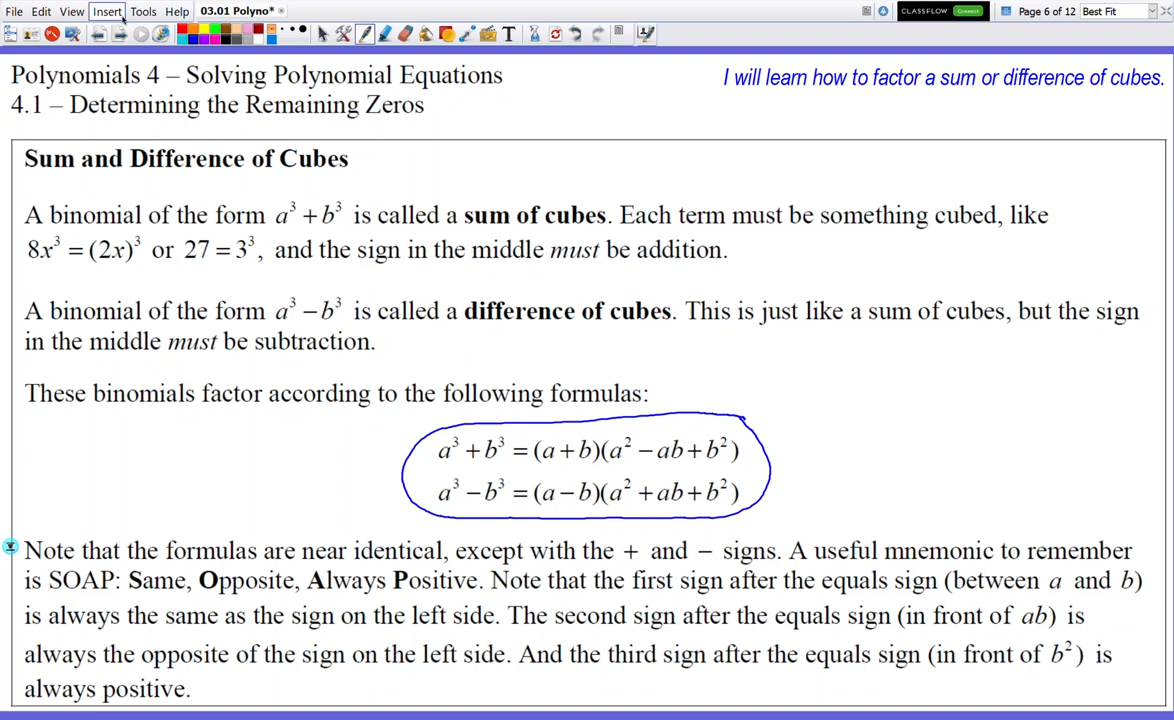 File Edit View Insert Tools Help 03.01 Polyno* CLASSFLOW Connect Page 6 of 12 Best Fit
Polynomials 4 – Solving Polynomial Equations
I will learn how to factor a sum or difference of cubes.
4.1 – Determining the Remaining Zeros
Sum and Difference of Cubes
A binomial of the form a³ + b³ is called a sum of cubes. Each term must be something cubed, like
8x³ = (2x)³ or 27 = 3³, and the sign in the middle must be addition.
A binomial of the form a³ − b³ is called a difference of cubes. This is just like a sum of cubes, but the sign
in the middle must be subtraction.
These binomials factor according to the following formulas:
a³ + b³ = (a + b)(a² − ab + b²)
a³ − b³ = (a − b)(a² + ab + b²)
Note that the formulas are near identical, except with the + and − signs. A useful mnemonic to remember
is SOAP: Same, Opposite, Always Positive. Note that the first sign after the equals sign (between a and b)
is always the same as the sign on the left side. The second sign after the equals sign (in front of ab) is
always the opposite of the sign on the left side. And the third sign after the equals sign (in front of b²) is
always positive.